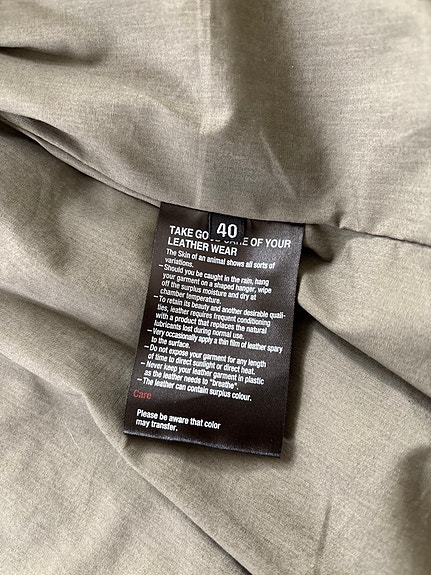 40
TAKE GOOD CARE OF YOUR
LEATHER WEAR
The Skin of an animal shows all sorts of
variations.
–Should you be caught in the rain, hang
your garment on a shaped hanger, wipe
off the surplus moisture and dry at
chamber temperature.
–To retain its beauty and another desirable quali-
ties, leather requires frequent conditioning
with a product that replaces the natural
lubricants lost during normal use.
–Very occasionally apply a thin film of leather spary
to the surface.
–Do not expose your garment for any length
of time to direct sunlight or direct heat.
–Never keep your leather garment in plastic
as the leather needs to "breathe".
–The leather can contain surplus colour.
Care
Please be aware that color
may transfer.